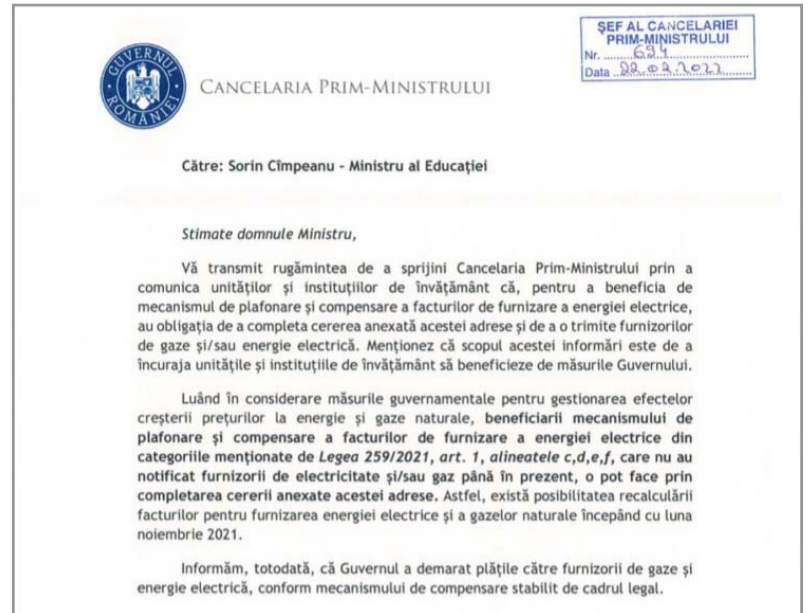 ȘEF AL CANCELARIEI
PRIM-MINISTRULUI
Nr. 694
Data 22.02.2022
GUVERNUL ROMÂNIEI
CANCELARIA PRIM-MINISTRULUI
Către: Sorin Cîmpeanu – Ministru al Educației
Stimate domnule Ministru,
Vă transmit rugămintea de a sprijini Cancelaria Prim-Ministrului prin a
comunica unităților și instituțiilor de învățământ că, pentru a beneficia de
mecanismul de plafonare și compensare a facturilor de furnizare a energiei electrice,
au obligația de a completa cererea anexată acestei adrese și de a o trimite furnizorilor
de gaze și/sau energie electrică. Menționez că scopul acestei informări este de a
încuraja unitățile și instituțiile de învățământ să beneficieze de măsurile Guvernului.
Luând în considerare măsurile guvernamentale pentru gestionarea efectelor
creșterii prețurilor la energie și gaze naturale, beneficiarii mecanismului de
plafonare și compensare a facturilor de furnizare a energiei electrice din
categoriile menționate de Legea 259/2021, art. 1, alineatele c,d,e,f, care nu au
notificat furnizorii de electricitate și/sau gaz până în prezent, o pot face prin
completarea cererii anexate acestei adrese. Astfel, există posibilitatea recalculării
facturilor pentru furnizarea energiei electrice și a gazelor naturale începând cu luna
noiembrie 2021.
Informăm, totodată, că Guvernul a demarat plățile către furnizorii de gaze și
energie electrică, conform mecanismului de compensare stabilit de cadrul legal.